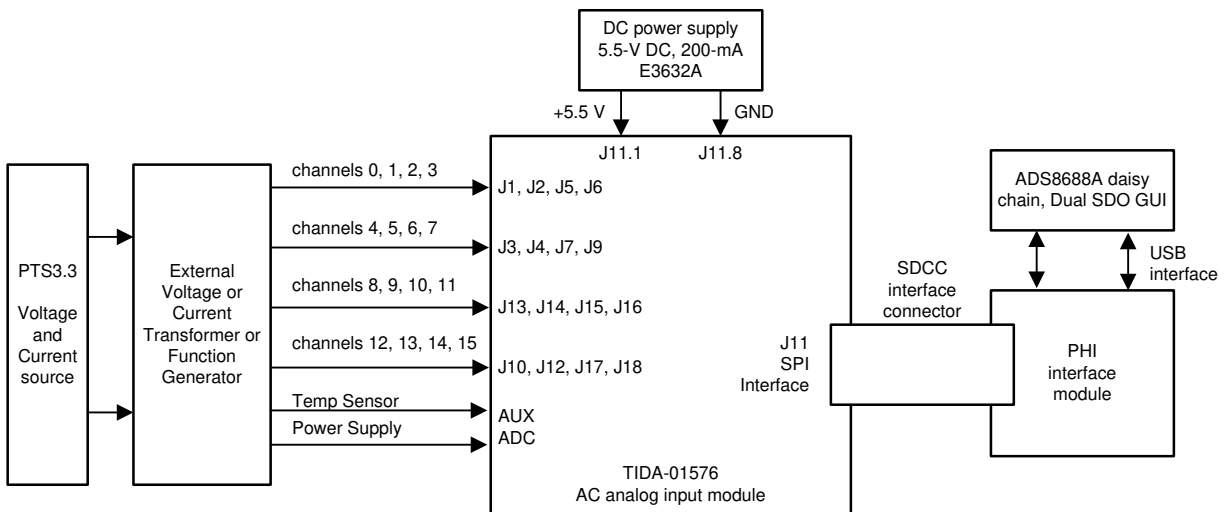 DC power supply
5.5-V DC, 200-mA
E3632A
+5.5 V
GND
J11.1
J11.8
PTS3.3
Voltage
and
Current
source
External
Voltage or
Current
Transformer or
Function
Generator
channels 0, 1, 2, 3
J1, J2, J5, J6
channels 4, 5, 6, 7
J3, J4, J7, J9
channels 8, 9, 10, 11
J13, J14, J15, J16
channels 12, 13, 14, 15
J10, J12, J17, J18
Temp Sensor
Power Supply
AUX
ADC
J11
SPI
Interface
TIDA-01576
AC analog input module
SDCC
interface
connector
ADS8688A daisy
chain, Dual SDO GUI
USB
interface
PHI
interface
module